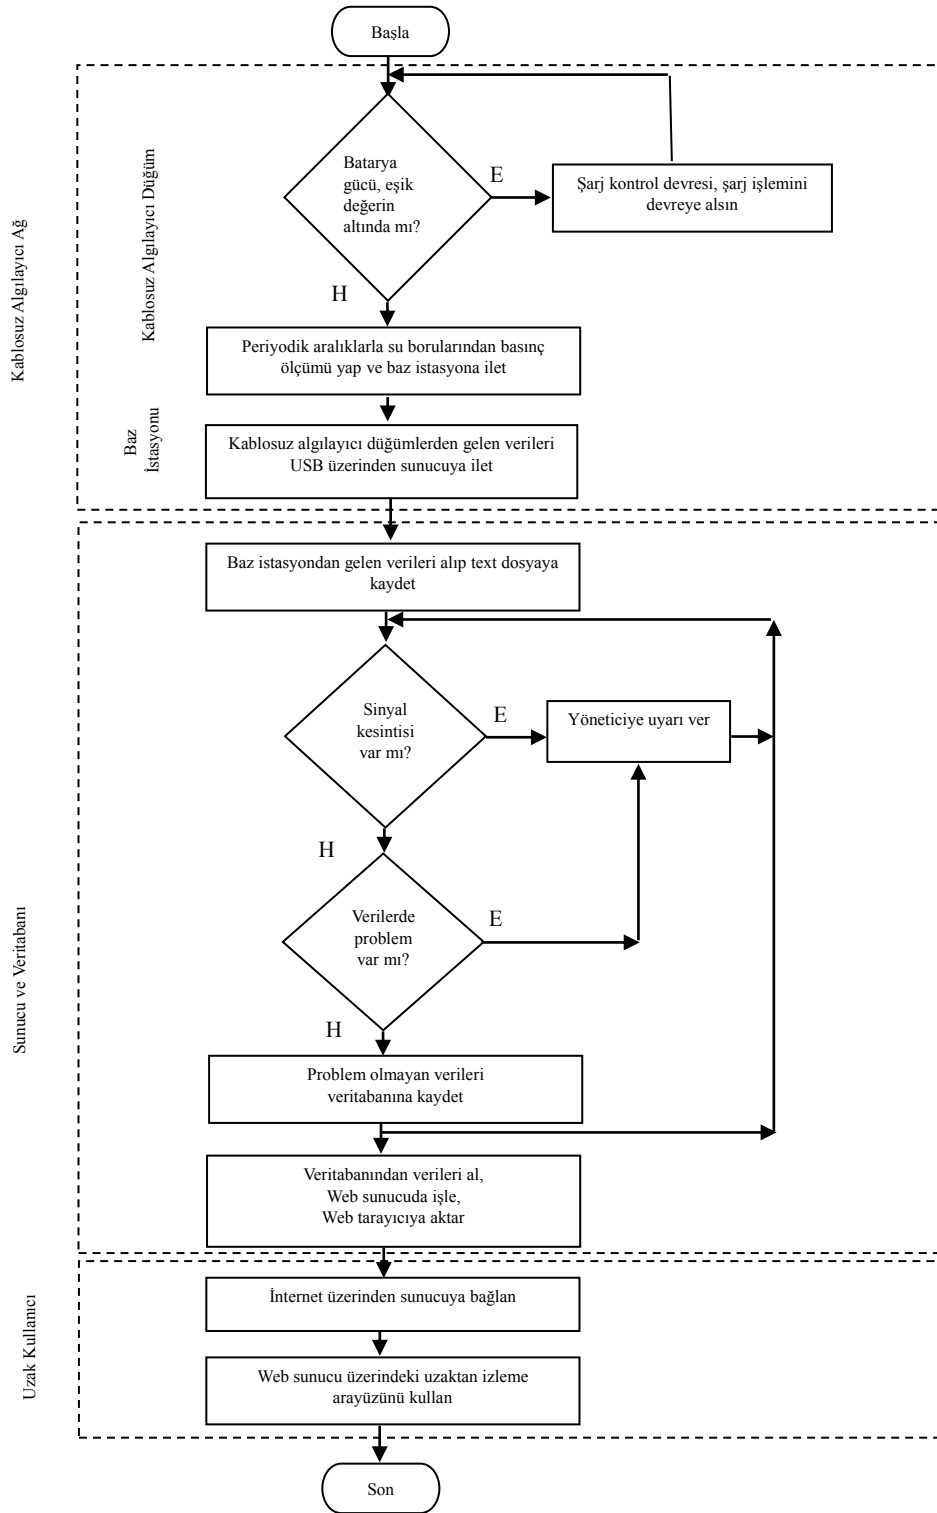 Başla
Kablosuz Algılayıcı Ağ
Kablosuz Algılayıcı Düğüm
Batarya
gücü, eşik
değerin
altında mı?
E
Şarj kontrol devresi, şarj işlemini
devreye alsın
H
Periyodik aralıklarla su borularından basınç
ölçümü yap ve baz istasyona ilet
Baz
İstasyonu
Kablosuz algılayıcı düğümlerden gelen verileri
USB üzerinden sunucuya ilet
Sunucu ve Veritabanı
Baz istasyondan gelen verileri alıp text dosyaya
kaydet
Sinyal
kesintisi
var mı?
E
Yöneticiye uyarı ver
H
Verilerde
problem
var mı?
E
H
Problem olmayan verileri
veritabanına kaydet
Veritabanından verileri al,
Web sunucuda işle,
Web tarayıcıya aktar
Uzak Kullanıcı
İnternet üzerinden sunucuya bağlan
Web sunucu üzerindeki uzaktan izleme
arayüzünü kullan
Son